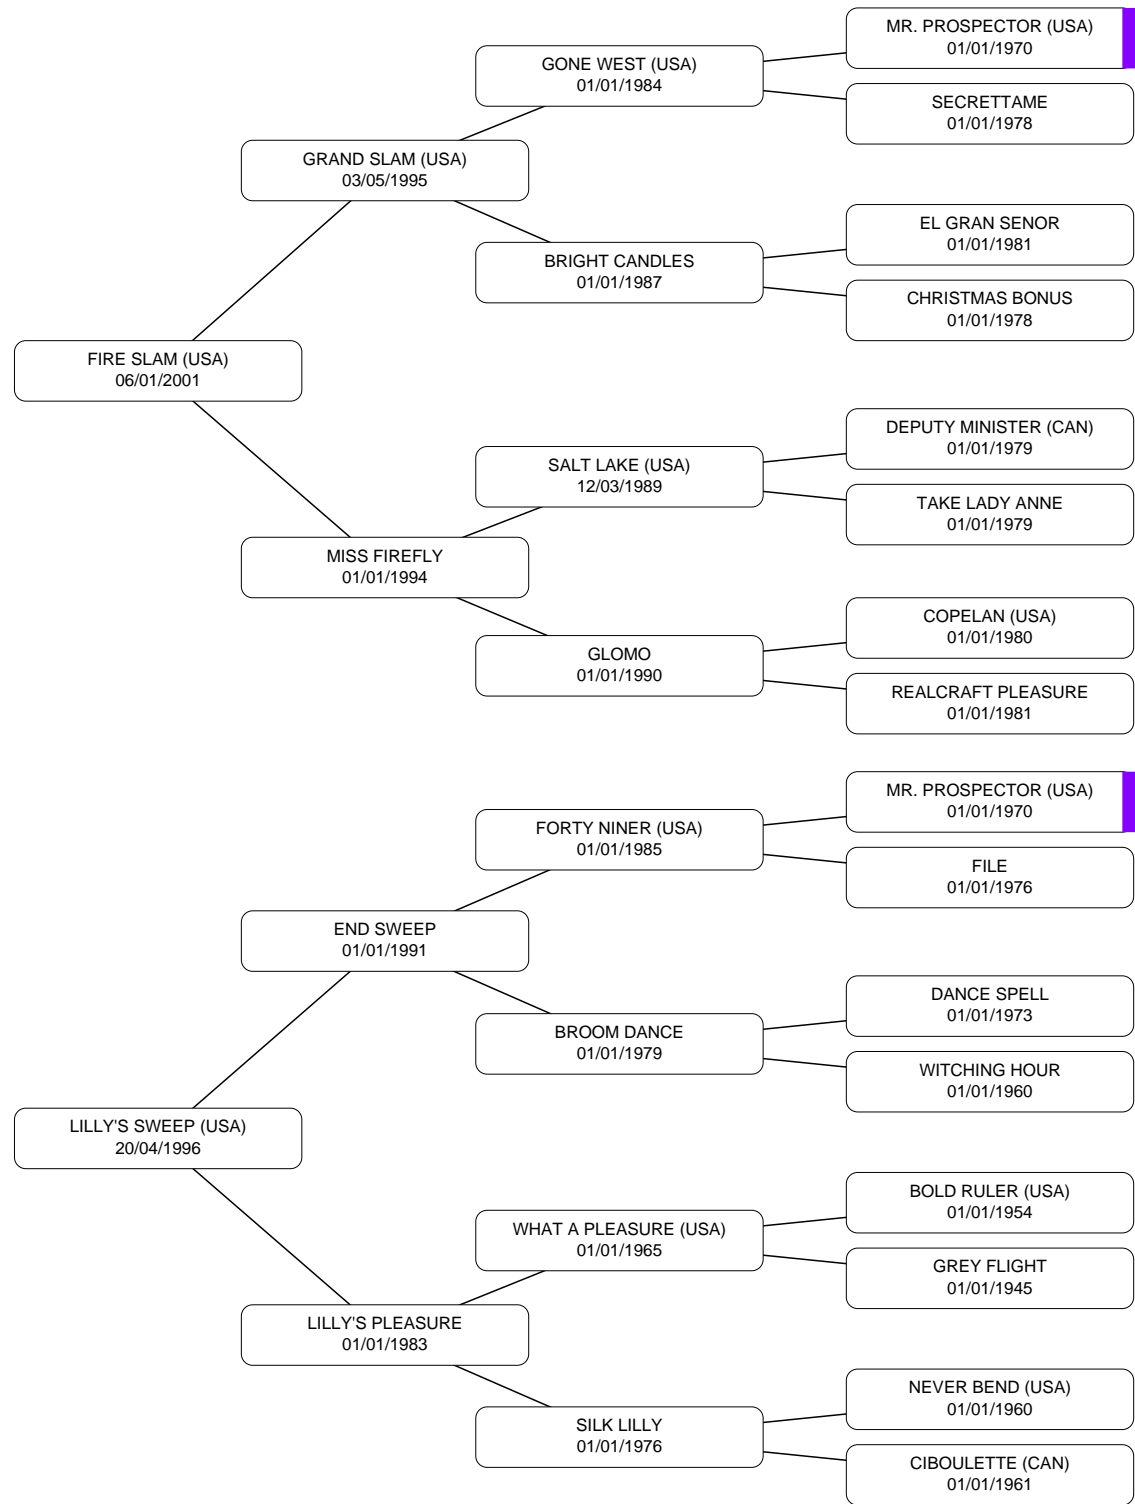 MR. PROSPECTOR (USA)
01/01/1970
GONE WEST (USA)
01/01/1984
SECRETTAME
01/01/1978
GRAND SLAM (USA)
03/05/1995
EL GRAN SENOR
01/01/1981
BRIGHT CANDLES
01/01/1987
CHRISTMAS BONUS
01/01/1978
FIRE SLAM (USA)
06/01/2001
DEPUTY MINISTER (CAN)
01/01/1979
SALT LAKE (USA)
12/03/1989
TAKE LADY ANNE
01/01/1979
MISS FIREFLY
01/01/1994
COPELAN (USA)
01/01/1980
GLOMO
01/01/1990
REALCRAFT PLEASURE
01/01/1981
MR. PROSPECTOR (USA)
01/01/1970
FORTY NINER (USA)
01/01/1985
FILE
01/01/1976
END SWEEP
01/01/1991
DANCE SPELL
01/01/1973
BROOM DANCE
01/01/1979
WITCHING HOUR
01/01/1960
LILLY'S SWEEP (USA)
20/04/1996
BOLD RULER (USA)
01/01/1954
WHAT A PLEASURE (USA)
01/01/1965
GREY FLIGHT
01/01/1945
LILLY'S PLEASURE
01/01/1983
NEVER BEND (USA)
01/01/1960
SILK LILLY
01/01/1976
CIBOULETTE (CAN)
01/01/1961